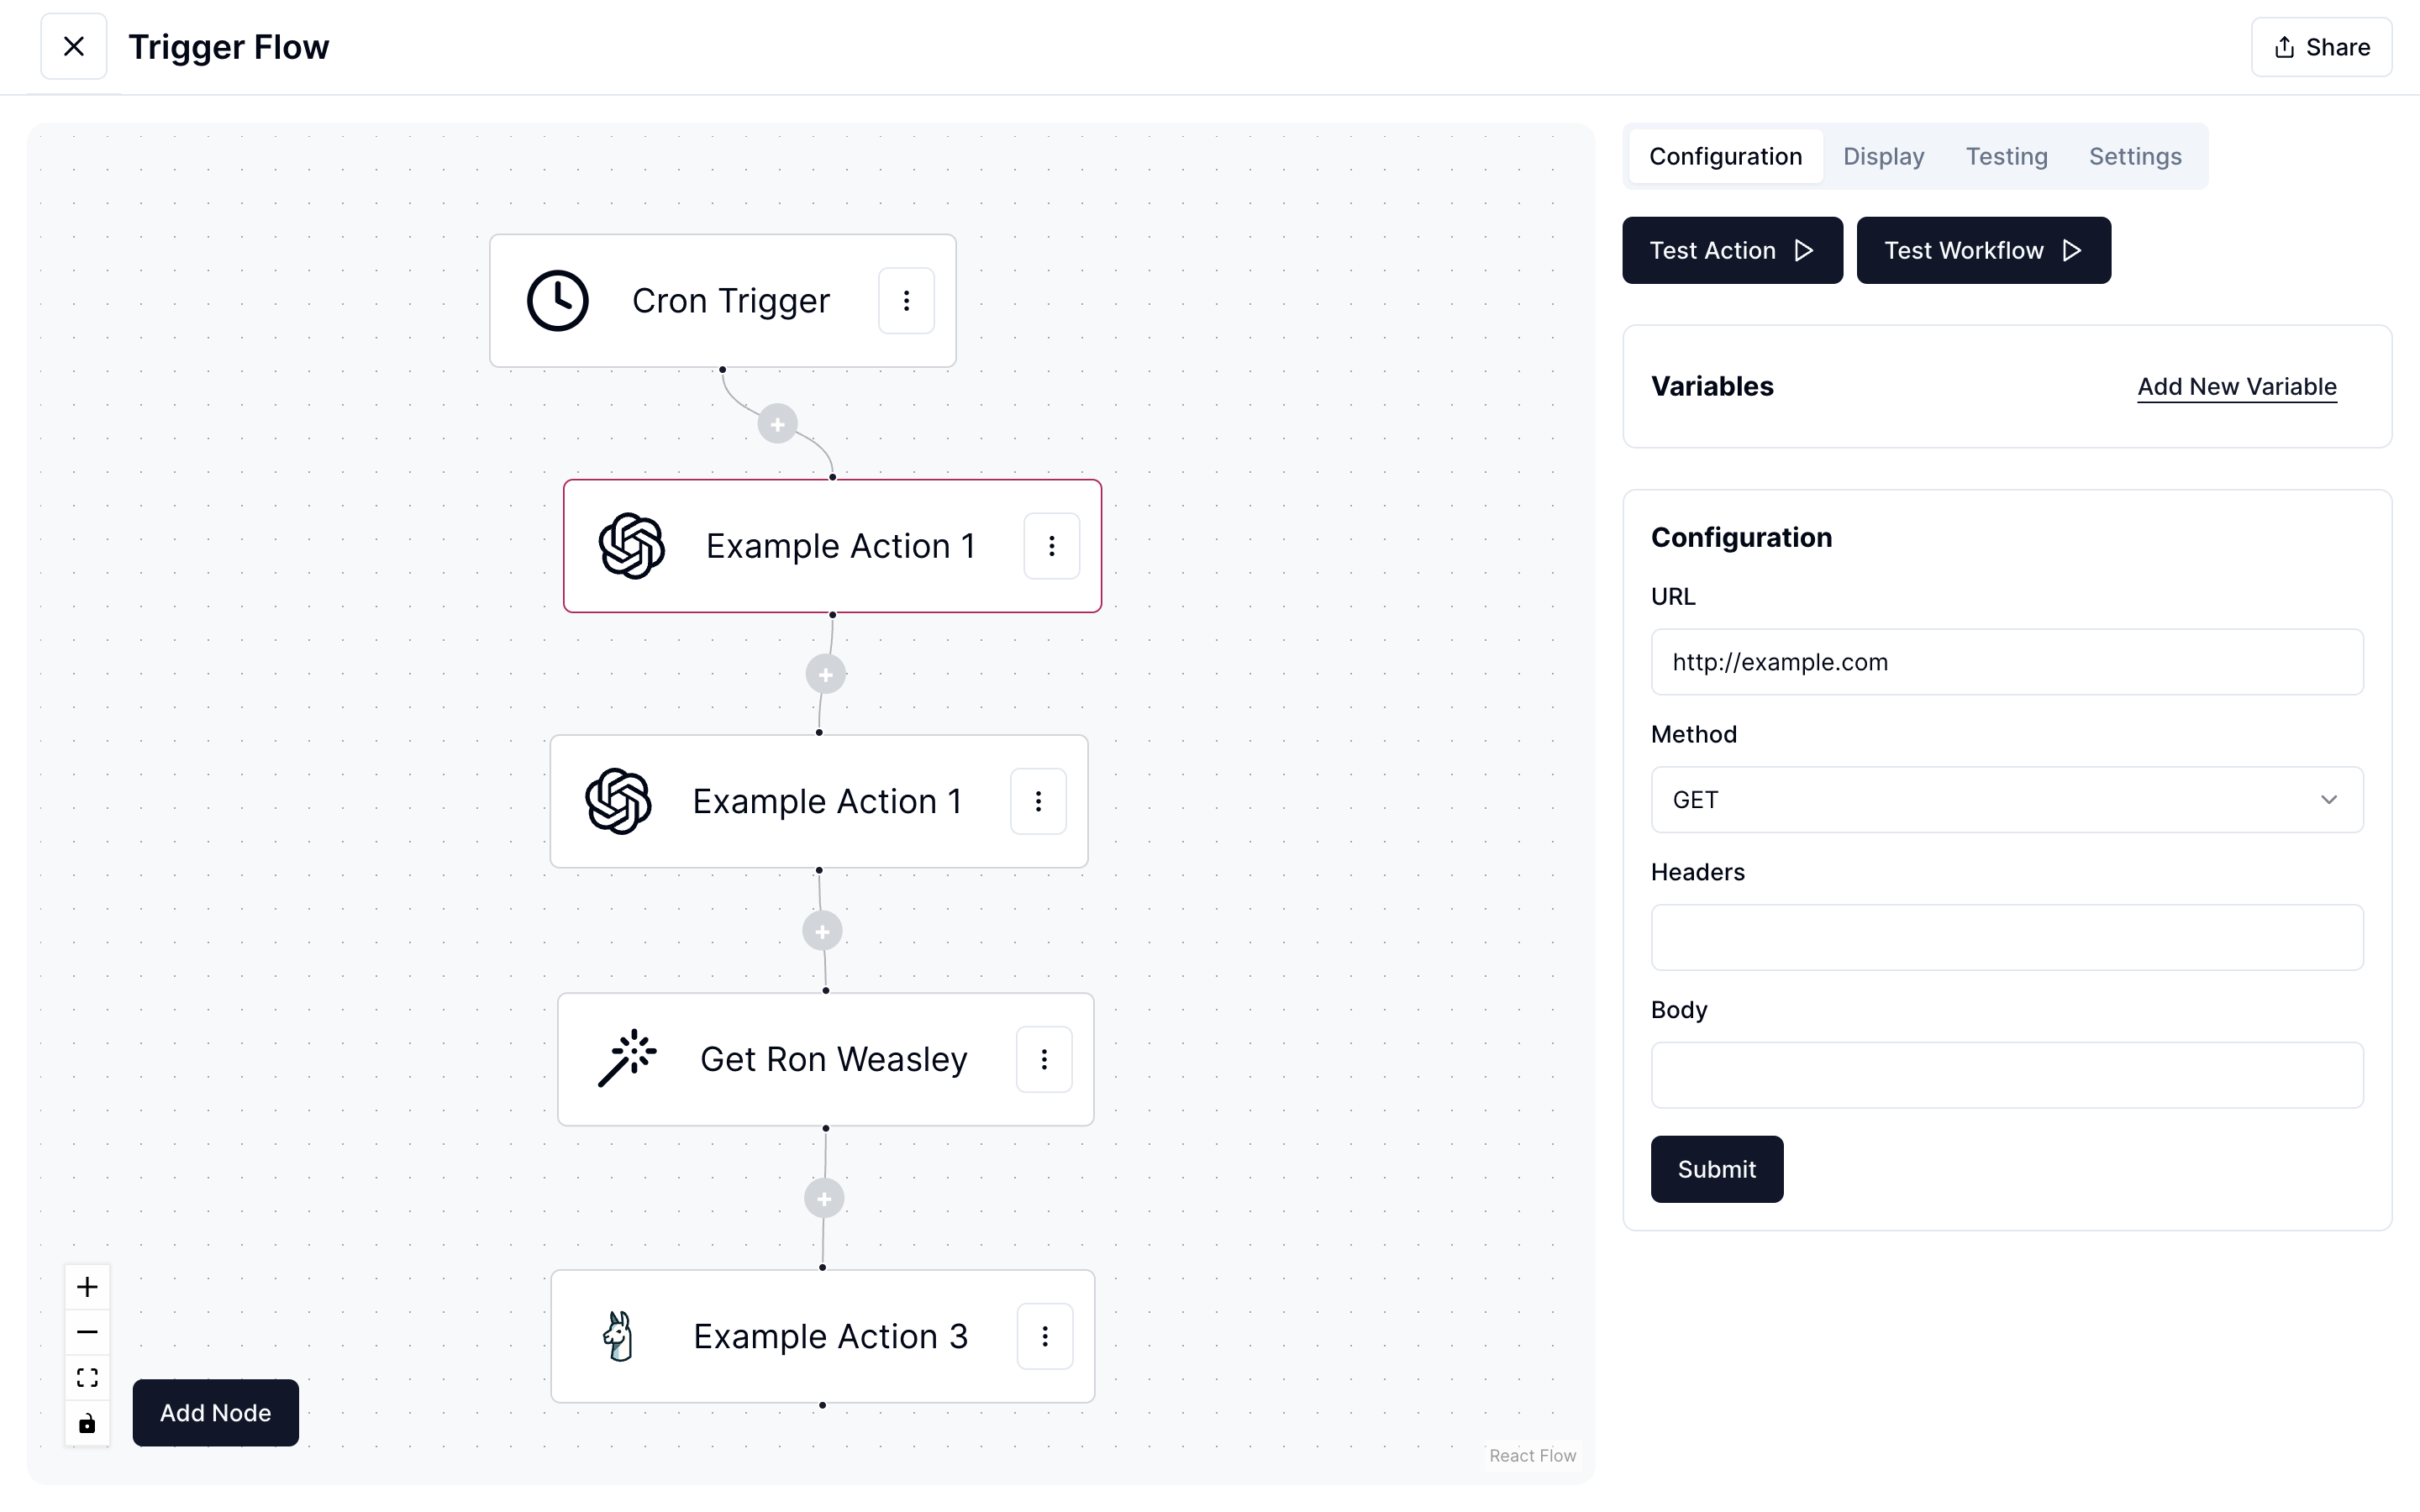 Trigger Flow
Share
Configuration
Display
Testing
Settings
Test Action
Test Workflow
Cron Trigger
Variables
Add New Variable
Example Action 1
Configuration
URL
http://example.com
Method
Example Action 1
GET
Headers
Body
Get Ron Weasley
Submit
Example Action 3
Add Node
React Flow